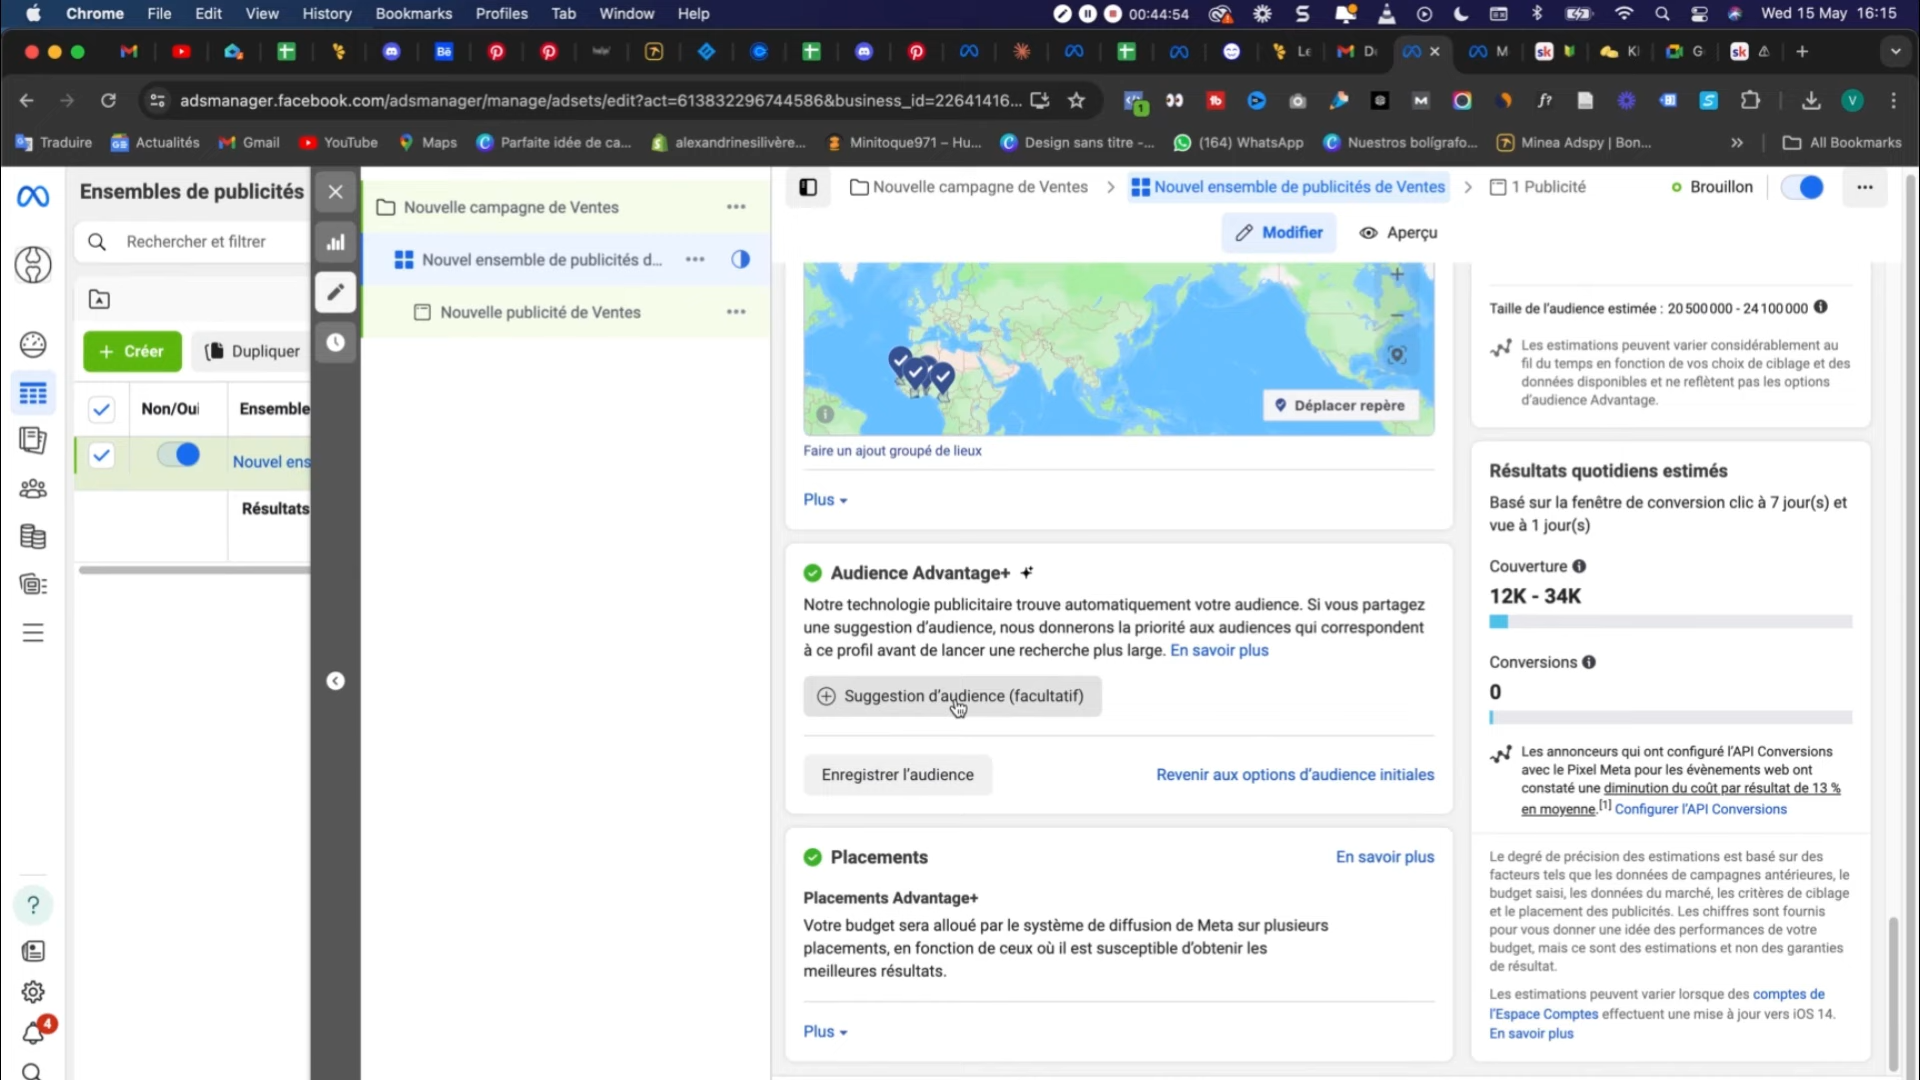 Chrome File Edit View History Bookmarks Profiles Tab Window Help
00:44:54
Wed 15 May 16:15
adsmanager.facebook.com/adsmanager/manage/adsets/edit?act=613832296744586&business_id=22641416...
Traduire Actualités Gmail YouTube Maps Parfaite idée de ca... alexandrinesilivère... Minitoque971 – Hu... Design sans titre -... (164) WhatsApp Nuestros bolígrafo... Minea Adspy | Bon... » All Bookmarks
Ensembles de publicités
Rechercher et filtrer
+ Créer
Dupliquer
Non/Oui
Ensemble
Nouvel ens
Résultats
4
Nouvelle campagne de Ventes
Nouvel ensemble de publicités d...
Nouvelle publicité de Ventes
Nouvelle campagne de Ventes > Nouvel ensemble de publicités de Ventes > 1 Publicité
Brouillon
Modifier
Aperçu
Déplacer repère
Faire un ajout groupé de lieux
Plus
Audience Advantage+
Notre technologie publicitaire trouve automatiquement votre audience. Si vous partagez
une suggestion d’audience, nous donnerons la priorité aux audiences qui correspondent
à ce profil avant de lancer une recherche plus large. En savoir plus
Suggestion d’audience (facultatif)
Enregistrer l’audience
Revenir aux options d’audience initiales
Placements
En savoir plus
Placements Advantage+
Votre budget sera alloué par le système de diffusion de Meta sur plusieurs
placements, en fonction de ceux où il est susceptible d’obtenir les
meilleures résultats.
Plus
Taille de l’audience estimée : 20 500 000 - 24 100 000
Les estimations peuvent varier considérablement au
fil du temps en fonction de vos choix de ciblage et des
données disponibles et ne reflètent pas les options
d’audience Advantage.
Résultats quotidiens estimés
Basé sur la fenêtre de conversion clic à 7 jour(s) et
vue à 1 jour(s)
Couverture
12K - 34K
Conversions
0
Les annonceurs qui ont configuré l’API Conversions
avec le Pixel Meta pour les évènements web ont
constaté une diminution du coût par résultat de 13 %
en moyenne.[1] Configurer l’API Conversions
Le degré de précision des estimations est basé sur des
facteurs tels que les données de campagnes antérieures, le
budget saisi, les données du marché, les critères de ciblage
et le placement des publicités. Les chiffres sont fournis
pour vous donner une idée des performances de votre
budget, mais ce sont des estimations et non des garanties
de résultat.
Les estimations peuvent varier lorsque des comptes de
l’Espace Comptes effectuent une mise à jour vers iOS 14.
En savoir plus